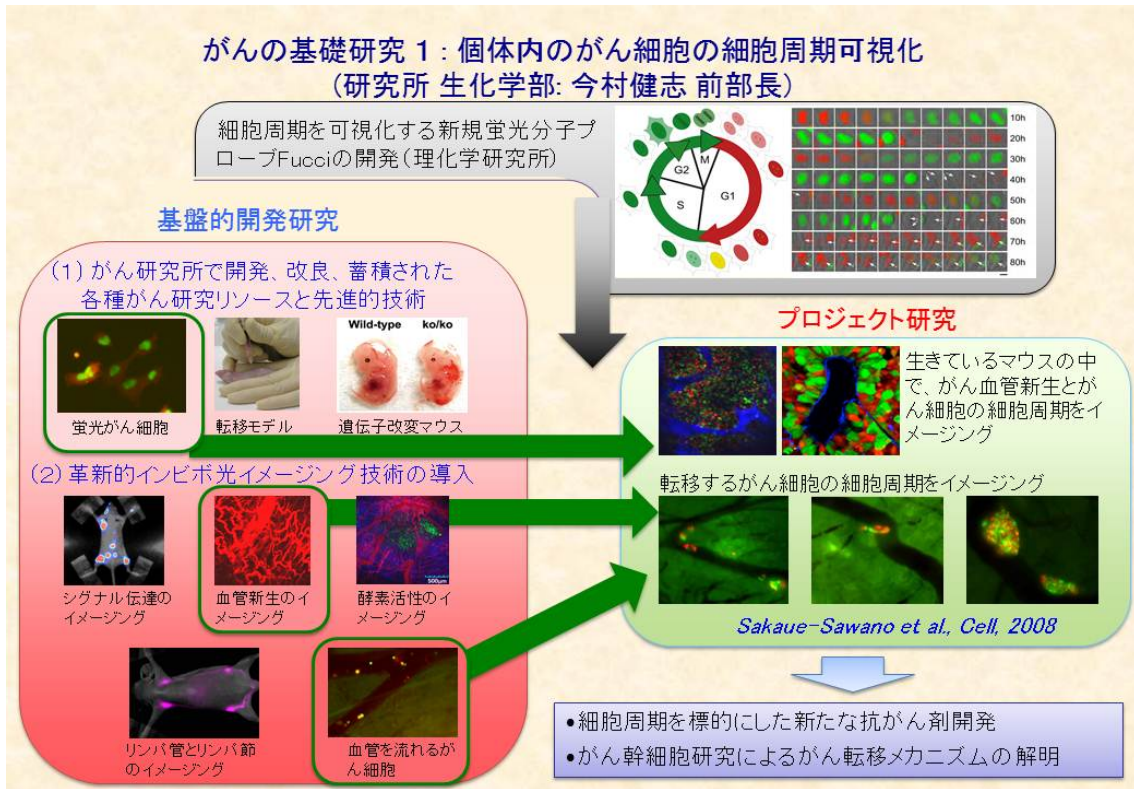 がんの基礎研究 1 : 個体内のがん細胞の細胞周期可視化
(研究所 生化学部: 今村健志 前部長)
細胞周期を可視化する新規蛍光分子プ
ローブFucciの開発(理化学研究所)
M
G2
G1
S
10h
20h
30h
40h
50h
60h
70h
80h
基盤的開発研究
(1) がん研究所で開発、改良、蓄積された
各種がん研究リソースと先進的技術
Wild-type ko/ko
蛍光がん細胞
転移モデル
遺伝子改変マウス
(2) 革新的インビボ光イメージング技術の導入
500μm
シグナル伝達の
イメージング
血管新生のイ
メージング
酵素活性のイ
メージング
リンパ管とリンパ節
のイメージング
血管を流れるが
ん細胞
プロジェクト研究
生きているマウスの中
で、がん血管新生とが
ん細胞の細胞周期をイ
メージング
転移するがん細胞の細胞周期をイメージング
Sakaue-Sawano et al., Cell, 2008
•細胞周期を標的にした新たな抗がん剤開発
•がん幹細胞研究によるがん転移メカニズムの解明